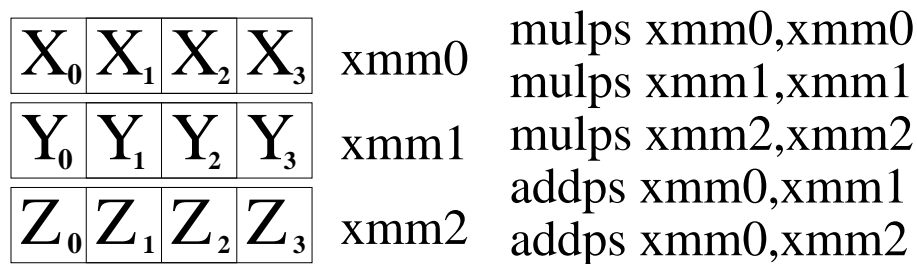 X₀ X₁ X₂ X₃ xmm0
Y₀ Y₁ Y₂ Y₃ xmm1
Z₀ Z₁ Z₂ Z₃ xmm2
mulps xmm0,xmm0
mulps xmm1,xmm1
mulps xmm2,xmm2
addps xmm0,xmm1
addps xmm0,xmm2